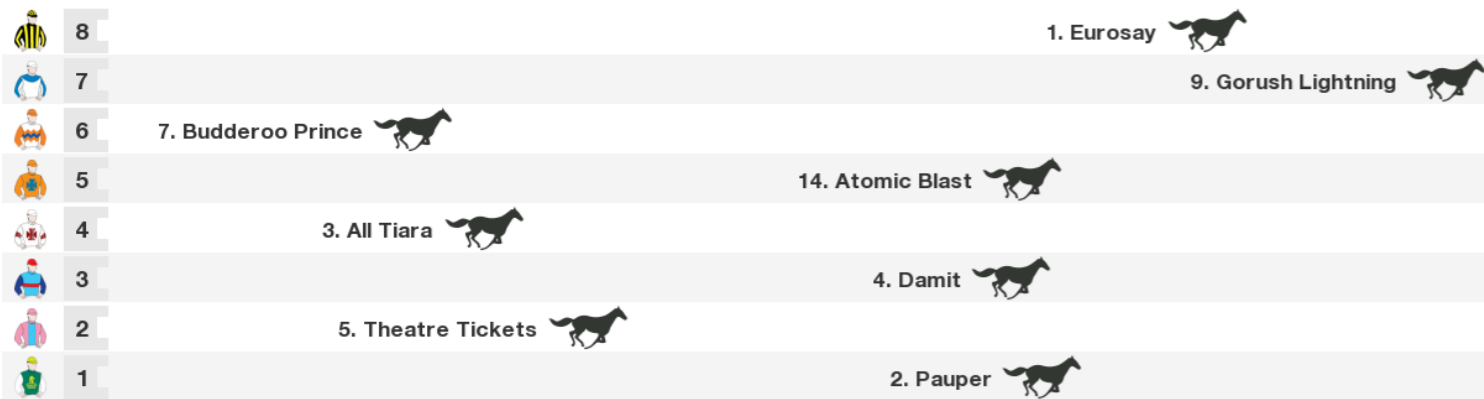 8 1. Eurosay
7 9. Gorush Lightning
6 7. Budderoo Prince
5 14. Atomic Blast
4 3. All Tiara
3 4. Damit
2 5. Theatre Tickets
1 2. Pauper